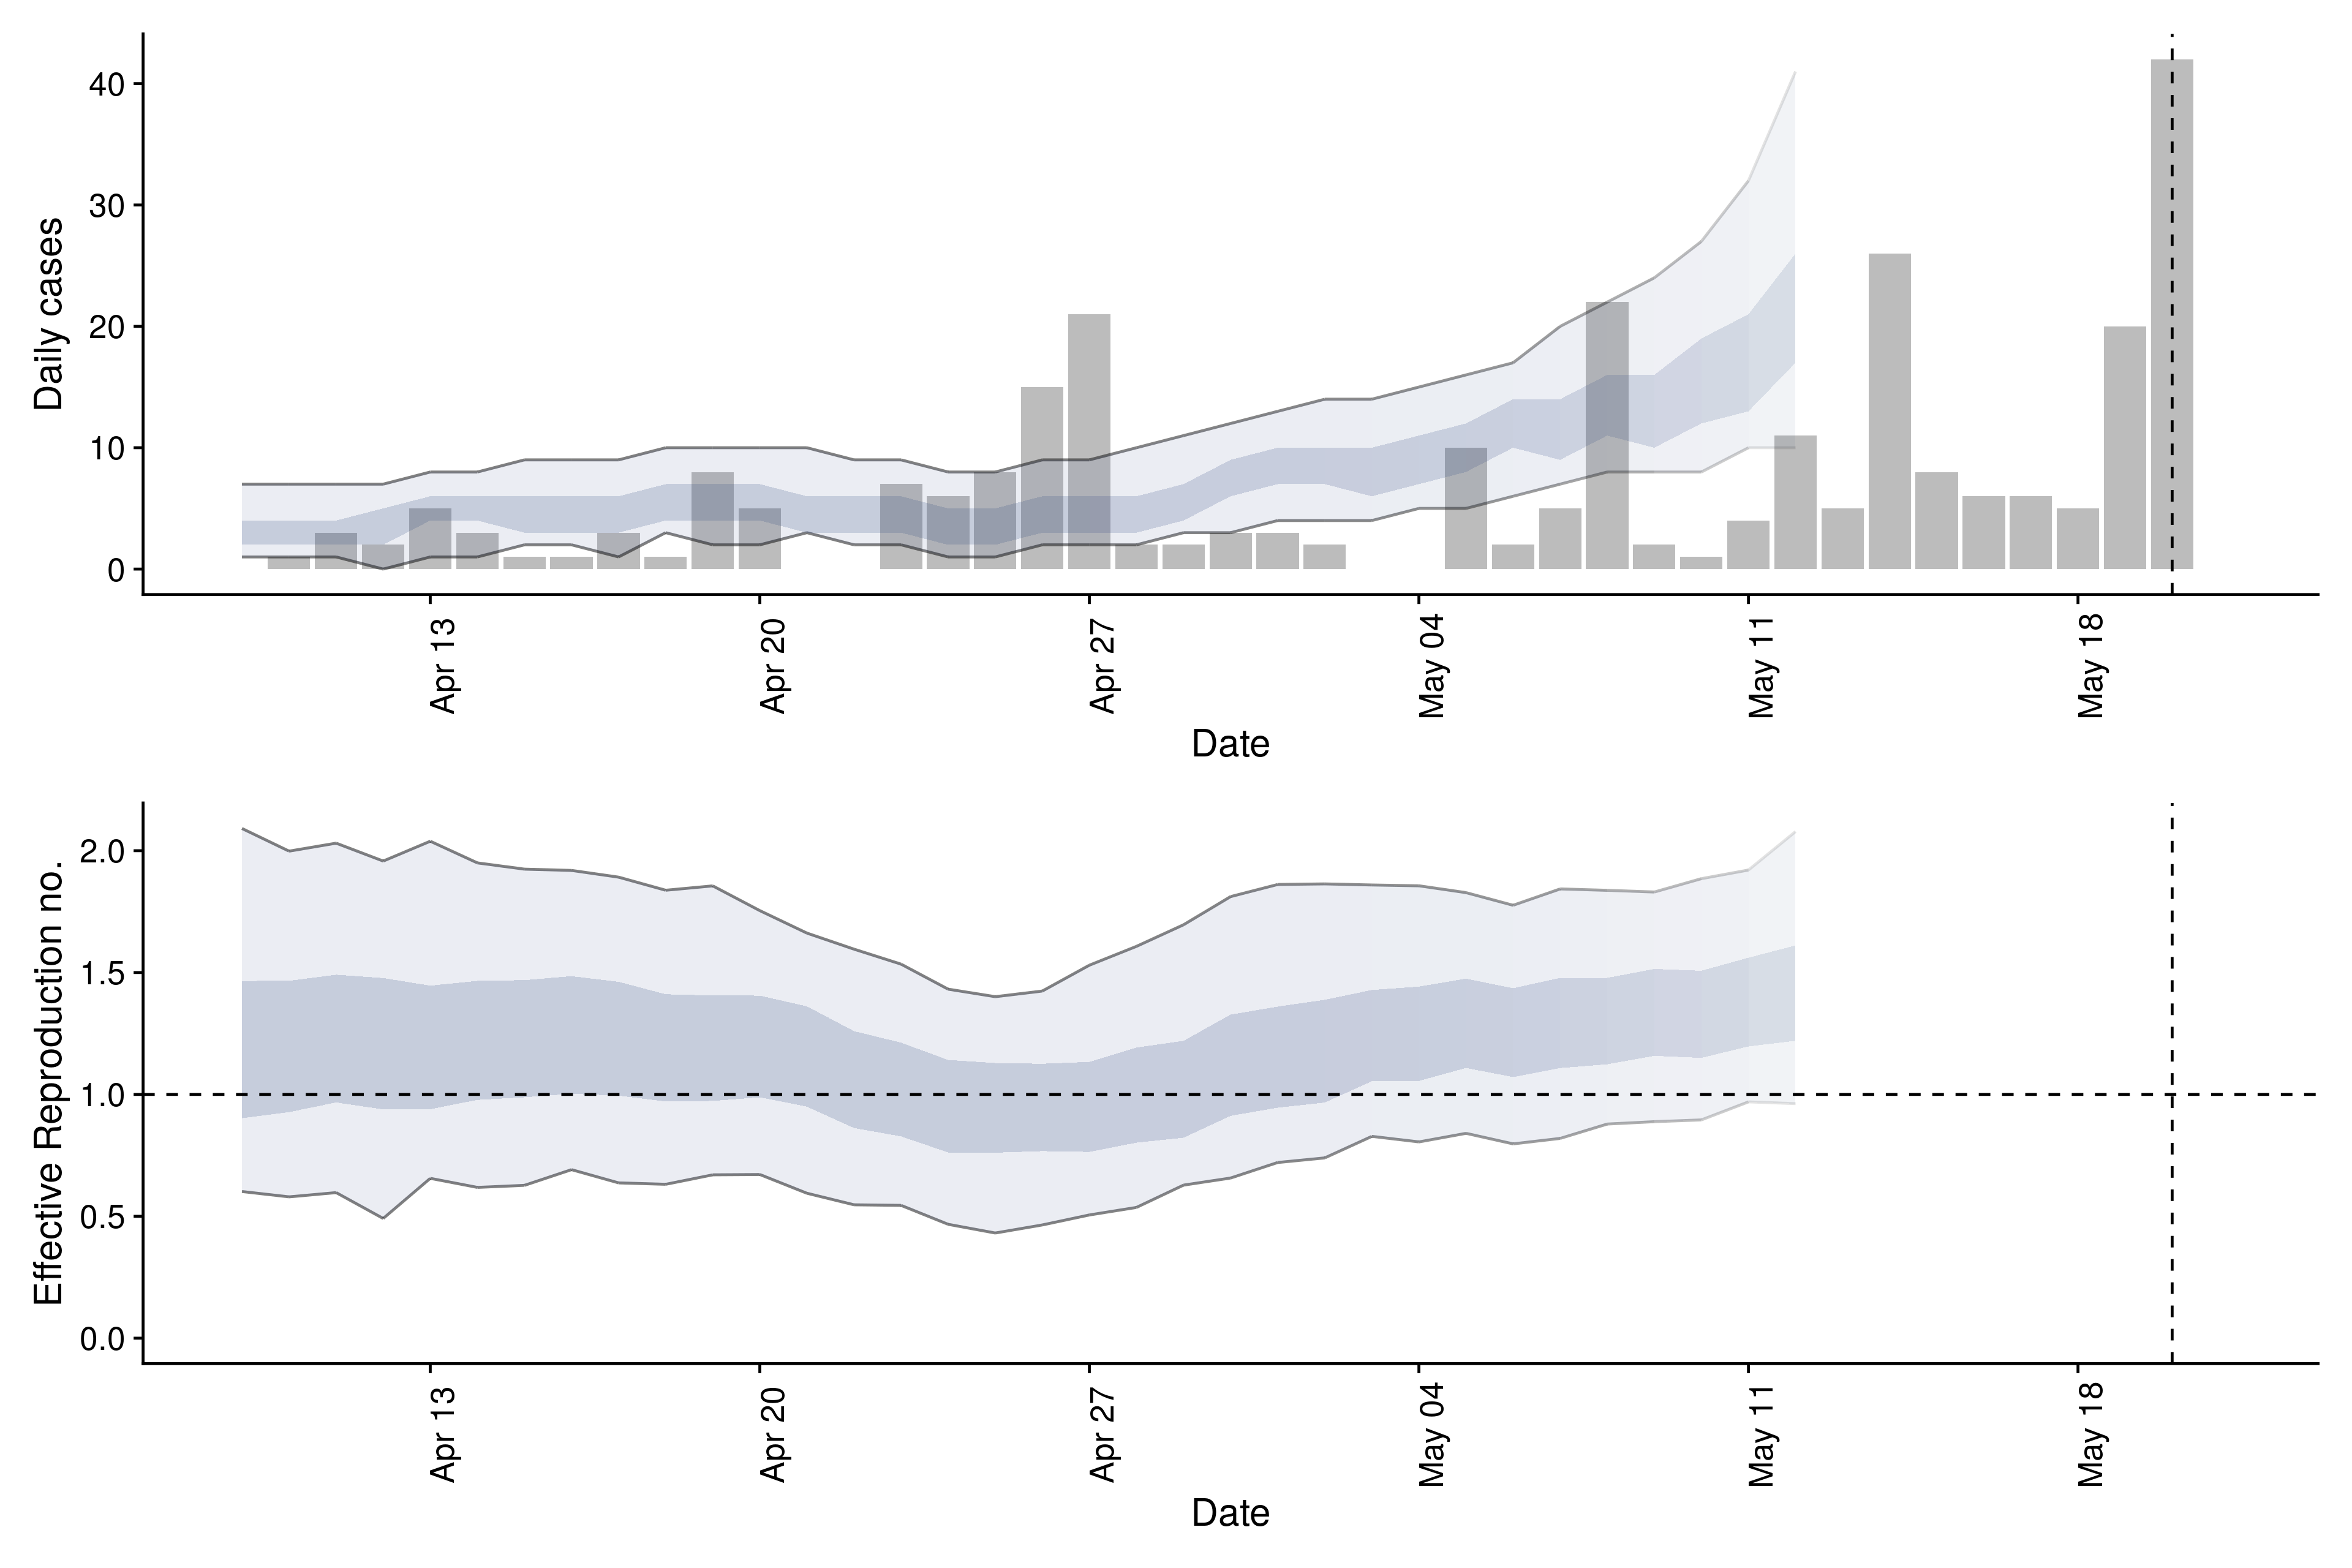 Daily cases
40
30
20
10
0
Apr 13
Apr 20
Apr 27
May 04
May 11
May 18
Date
Effective Reproduction no.
2.0
1.5
1.0
0.5
0.0
Apr 13
Apr 20
Apr 27
May 04
May 11
May 18
Date